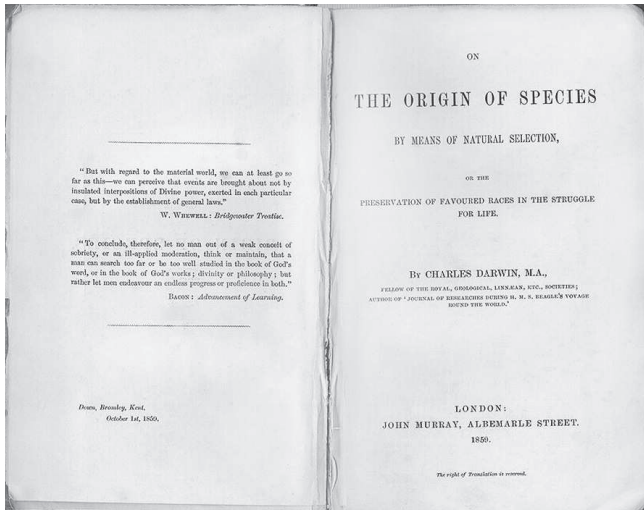 "But with regard to the material world, we can at least go so
far as this—we can perceive that events are brought about not by
insulated interpositions of Divine power, exerted in each particular
case, but by the establishment of general laws."
W. Whewell: Bridgewater Treatise.
"To conclude, therefore, let no man out of a weak conceit of
sobriety, or an ill-applied moderation, think or maintain, that a
man can search too far or be too well studied in the book of God's
word, or in the book of God's works; divinity or philosophy; but
rather let men endeavour an endless progress or proficience in both."
Bacon: Advancement of Learning.
Down, Bromley, Kent.
October 1st, 1859.
ON
THE ORIGIN OF SPECIES
BY MEANS OF NATURAL SELECTION,
OR THE
PRESERVATION OF FAVOURED RACES IN THE STRUGGLE
FOR LIFE.
By CHARLES DARWIN, M.A.,
FELLOW OF THE ROYAL, GEOLOGICAL, LINNÆAN, ETC., SOCIETIES;
AUTHOR OF 'JOURNAL OF RESEARCHES DURING H. M. S. BEAGLE'S VOYAGE
ROUND THE WORLD.'
LONDON:
JOHN MURRAY, ALBEMARLE STREET.
1859.
The right of Translation is reserved.